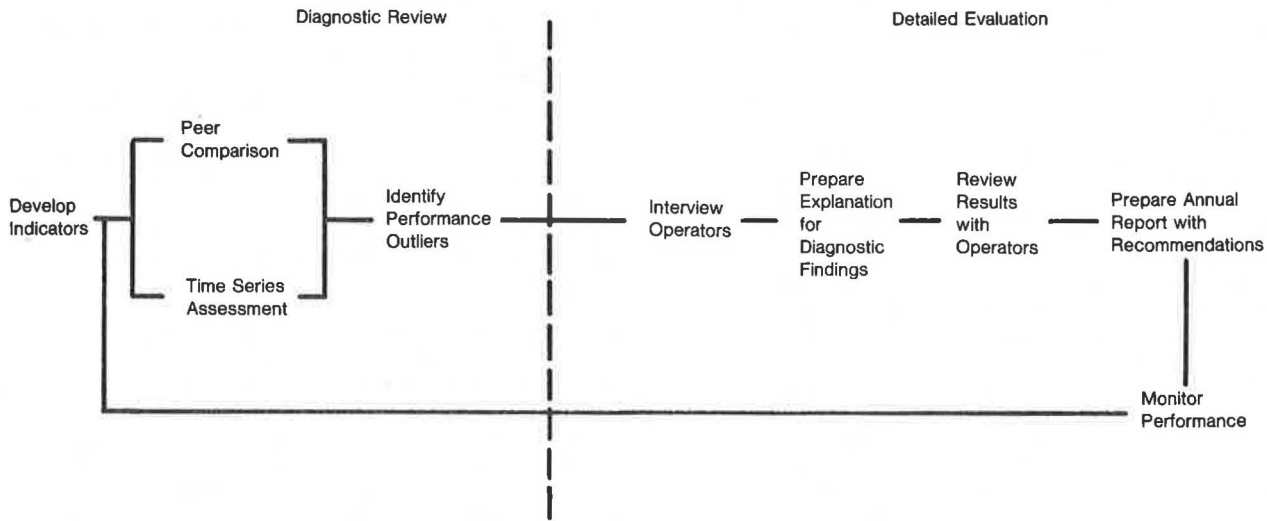 Diagnostic Review
Detailed Evaluation
Develop
Indicators
Peer
Comparison
Time Series
Assessment
Identify
Performance
Outliers
Interview
Operators
Prepare
Explanation
for
Diagnostic
Findings
Review
Results
with
Operators
Prepare Annual
Report with
Recommendations
Monitor
Performance